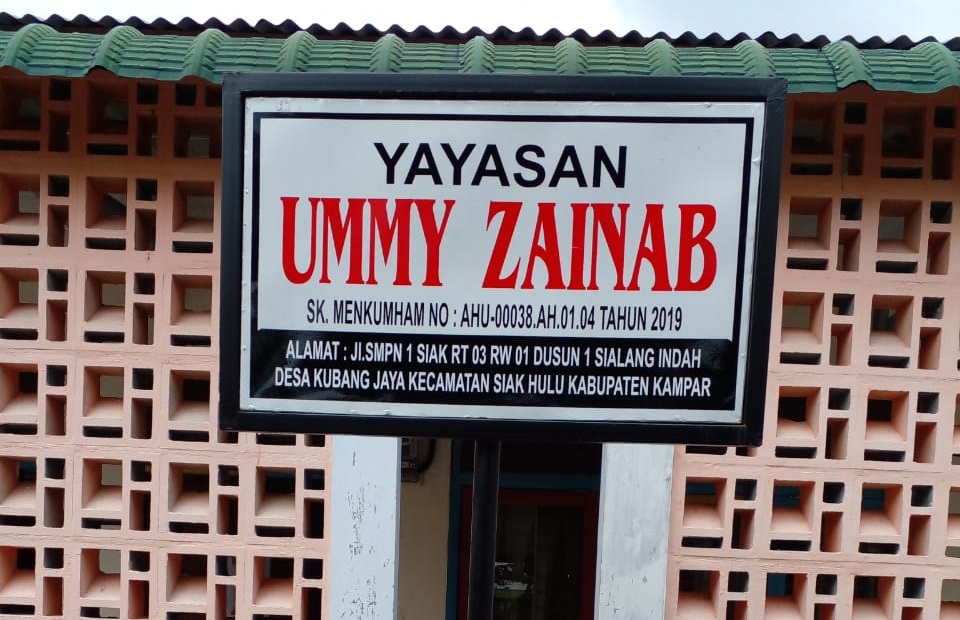 YAYASAN
UMMY ZAINAB
SK. MENKUMHAM NO : AHU-00038.AH.01.04 TAHUN 2019
ALAMAT : Jl.SMPN 1 SIAK RT 03 RW 01 DUSUN 1 SIALANG INDAH
DESA KUBANG JAYA KECAMATAN SIAK HULU KABUPATEN KAMPAR